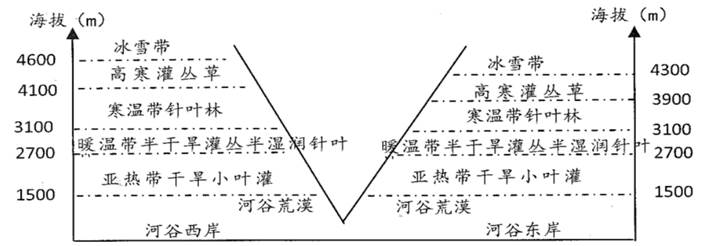 海拔（m）
海拔（m）
冰雪带
冰雪带
4600
4300
高寒灌丛草
高寒灌丛草
4100
3900
寒温带针叶林
寒温带针叶林
3100
3100
暖温带半干旱灌丛半湿润针叶
暖温带半干旱灌丛半湿润针叶
2700
2700
亚热带干旱小叶灌
亚热带干旱小叶灌
1500
1500
河谷荒漠
河谷荒漠
河谷西岸
河谷东岸